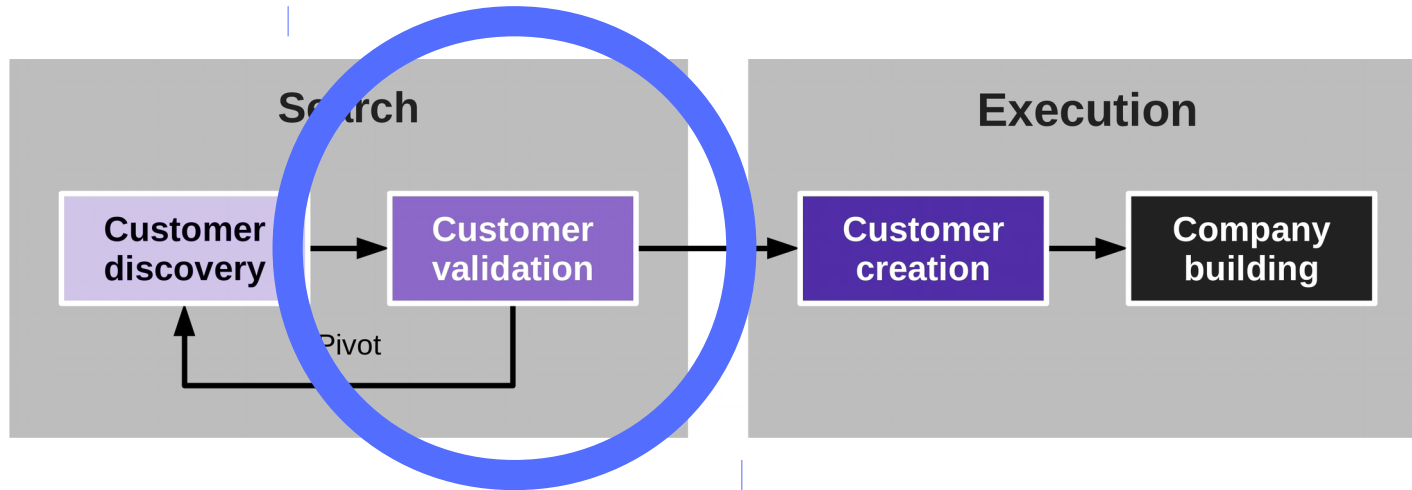 Search
Execution
Customer
discovery
Customer
validation
Customer
creation
Company
building
Pivot